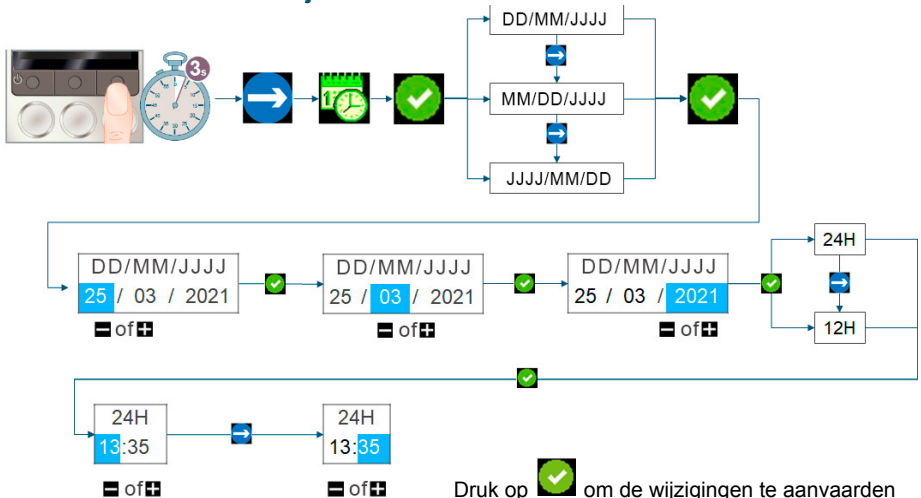 DD/MM/JJJJ
3s
MM/DD/JJJJ
JJJJ/MM/DD
24H
DD/MM/JJJJ
25 / 03 / 2021
of
DD/MM/JJJJ
25 / 03 / 2021
of
DD/MM/JJJJ
25 / 03 / 2021
of
12H
24H
13:35
of
24H
13:35
of
Druk op om de wijzigingen te aanvaarden